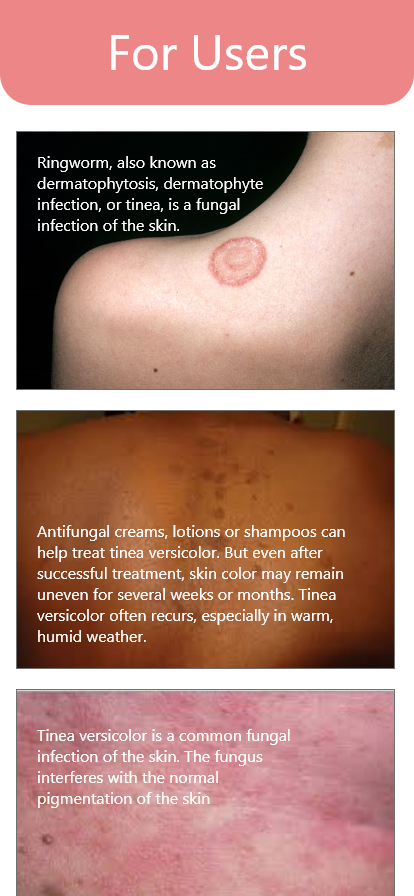 For Users
Ringworm, also known as
dermatophytosis, dermatophyte
infection, or tinea, is a fungal
infection of the skin.
Antifungal creams, lotions or shampoos can
help treat tinea versicolor. But even after
successful treatment, skin color may remain
uneven for several weeks or months. Tinea
versicolor often recurs, especially in warm,
humid weather.
Tinea versicolor is a common fungal
infection of the skin. The fungus
interferes with the normal
pigmentation of the skin